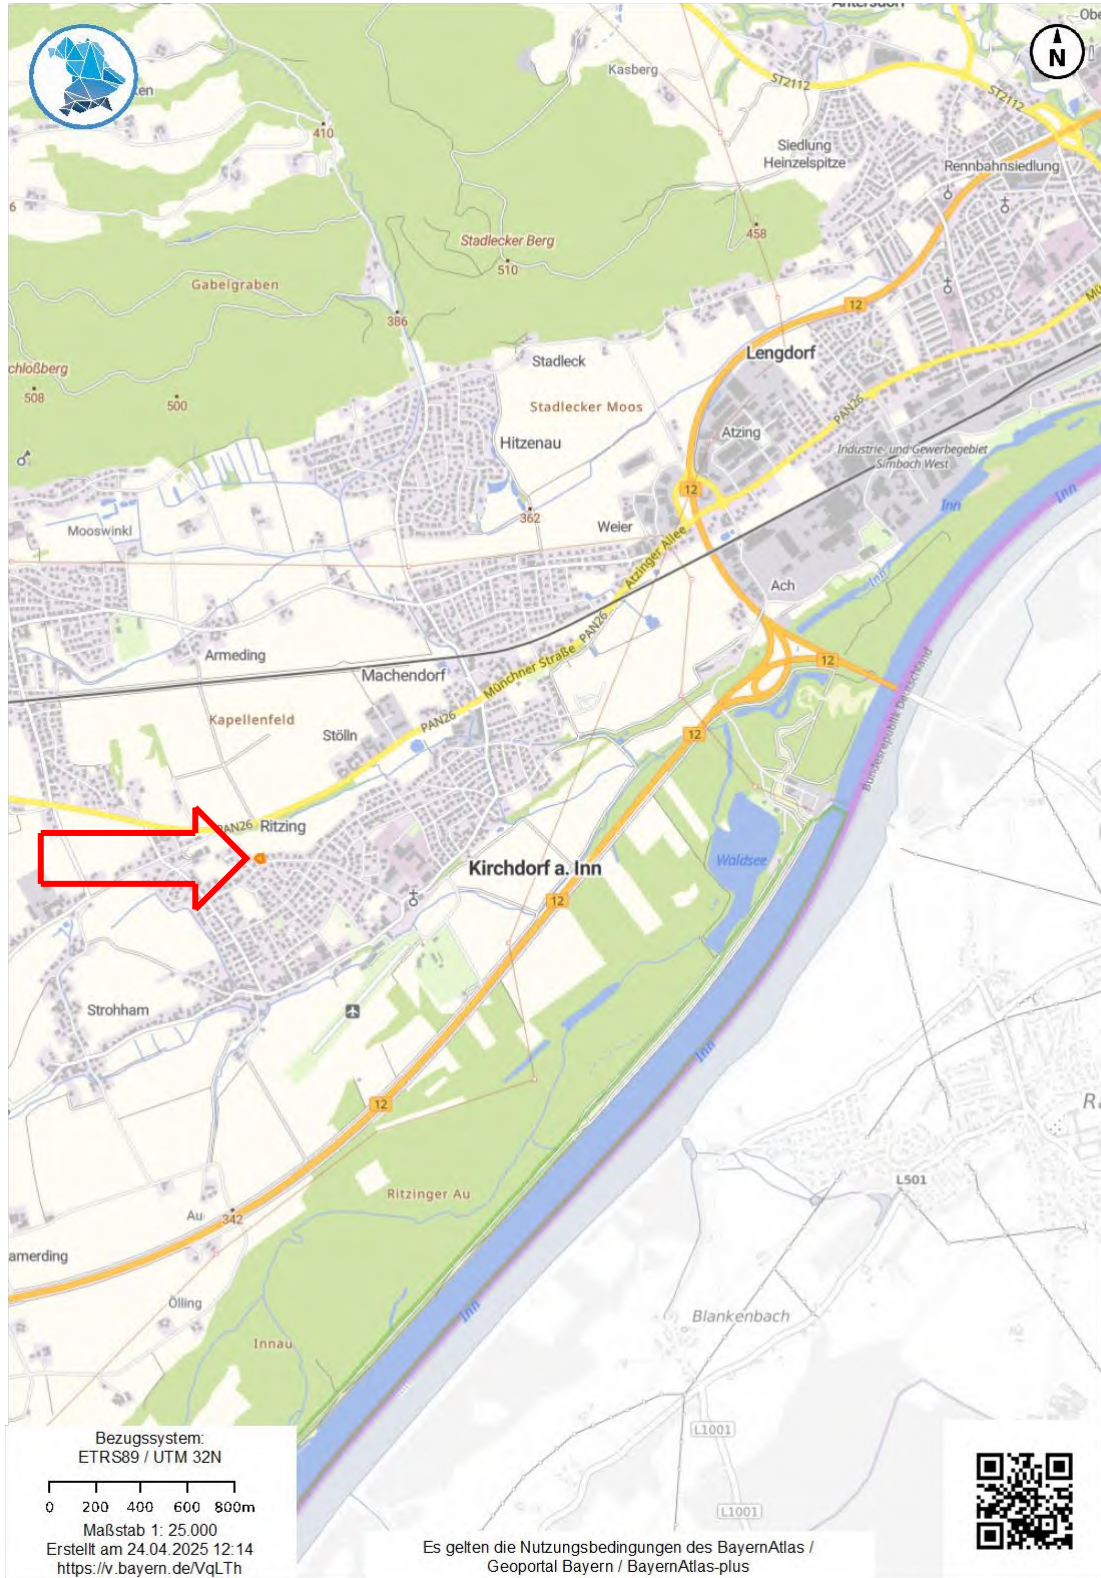 Antersdorf
Kasberg
ST2112
ST2112
410
Siedlung
Heinzelspitze
Rennbahnsiedlung
458
Stadlecker Berg
510
Gabelgraben
386
12
Lengdorf
chloßberg
508
500
Stadleck
Stadlecker Moos
PAN26
Atzing
Hitzenau
Industrie- und Gewerbegebiet
Simbach West
12
Inn
Inn
362
Mooswinkl
Weier
Atzinger Allee
Inn
Ach
PAN26
Armeding
Münchner Straße
12
Machendorf
Kapellenfeld
PAN26
Stölln
12
Bundesrepublik Deutschland
PAN26
Ritzing
Waldsee
Kirchdorf a. Inn
12
Strohham
Inn
12
L501
Ritzinger Au
Au
342
amerding
Ölling
Inn
Blankenbach
Innau
L1001
L1001
Bezugssystem:
ETRS89 / UTM 32N
0 200 400 600 800m
Maßstab 1: 25.000
Erstellt am 24.04.2025 12:14
https://v.bayern.de/VqLTh
Es gelten die Nutzungsbedingungen des BayernAtlas /
Geoportal Bayern / BayernAtlas-plus
N